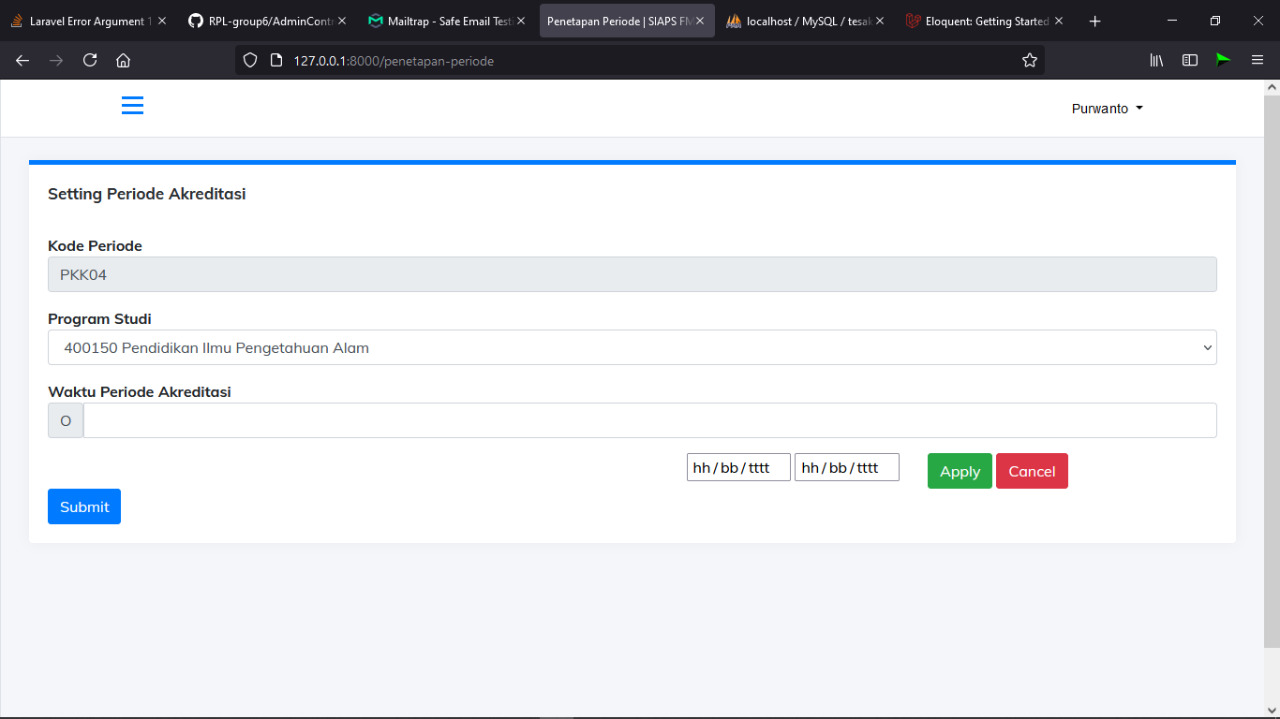 Laravel Error Argument 1
RPL-group6/AdminContr
Mailtrap - Safe Email Testi
Penetapan Periode | SIAPS FM
localhost / MySQL / tesak
Eloquent: Getting Started
127.0.0.1:8000/penetapan-periode
Purwanto
Setting Periode Akreditasi
Kode Periode
PKK04
Program Studi
400150 Pendidikan Ilmu Pengetahuan Alam
Waktu Periode Akreditasi
O
hh/bb/tttt hh/bb/tttt Apply Cancel
Submit